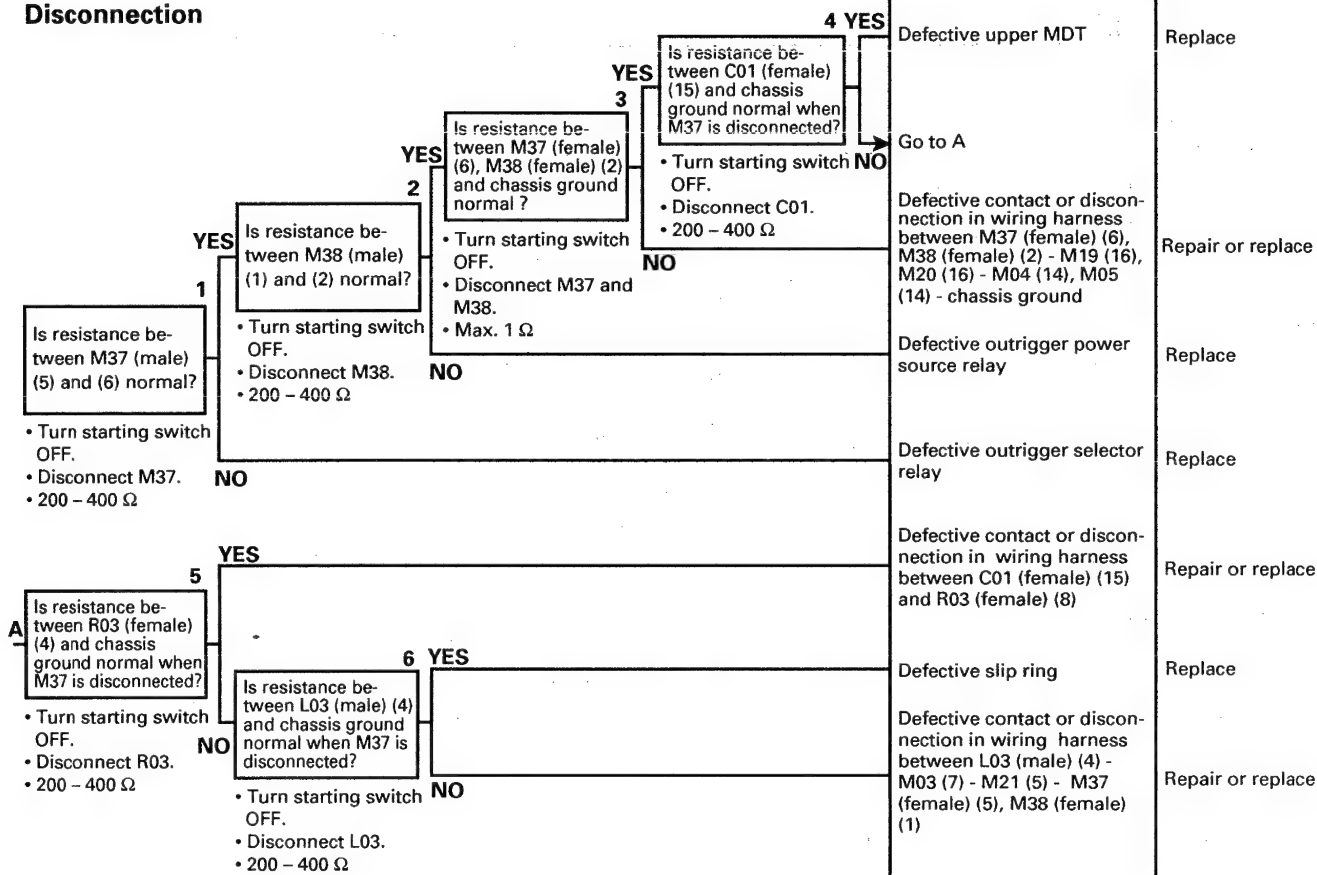 Disconnection
1
Is resistance be-
tween M37 (male)
(5) and (6) normal?
• Turn starting switch
OFF.
• Disconnect M37.
• 200 – 400 Ω
YES
NO
2
Is resistance be-
tween M38 (male)
(1) and (2) normal?
• Turn starting switch
OFF.
• Disconnect M38.
• 200 – 400 Ω
YES
NO
3
Is resistance be-
tween M37 (female)
(6), M38 (female) (2)
and chassis ground
normal ?
• Turn starting switch
OFF.
• Disconnect M37 and
M38.
• Max. 1 Ω
YES
NO
4
Is resistance be-
tween C01 (female)
(15) and chassis
ground normal when
M37 is disconnected?
• Turn starting switch
OFF.
• Disconnect C01.
• 200 – 400 Ω
YES
NO
Defective upper MDT
Replace
Go to A
Defective contact or discon-
nection in wiring harness
between M37 (female) (6),
M38 (female) (2) - M19 (16),
M20 (16) - M04 (14), M05
(14) - chassis ground
Repair or replace
Defective outrigger power
source relay
Replace
Defective outrigger selector
relay
Replace
A
5
Is resistance be-
tween R03 (female)
(4) and chassis
ground normal when
M37 is disconnected?
• Turn starting switch
OFF.
• Disconnect R03.
• 200 – 400 Ω
YES
NO
6
Is resistance be-
tween L03 (male) (4)
and chassis ground
normal when M37 is
disconnected?
• Turn starting switch
OFF.
• Disconnect L03.
• 200 – 400 Ω
YES
NO
Defective contact or discon-
nection in wiring harness
between C01 (female) (15)
and R03 (female) (8)
Repair or replace
Defective slip ring
Replace
Defective contact or discon-
nection in wiring harness
between L03 (male) (4) -
M03 (7) - M21 (5) - M37
(female) (5), M38 (female)
(1)
Repair or replace